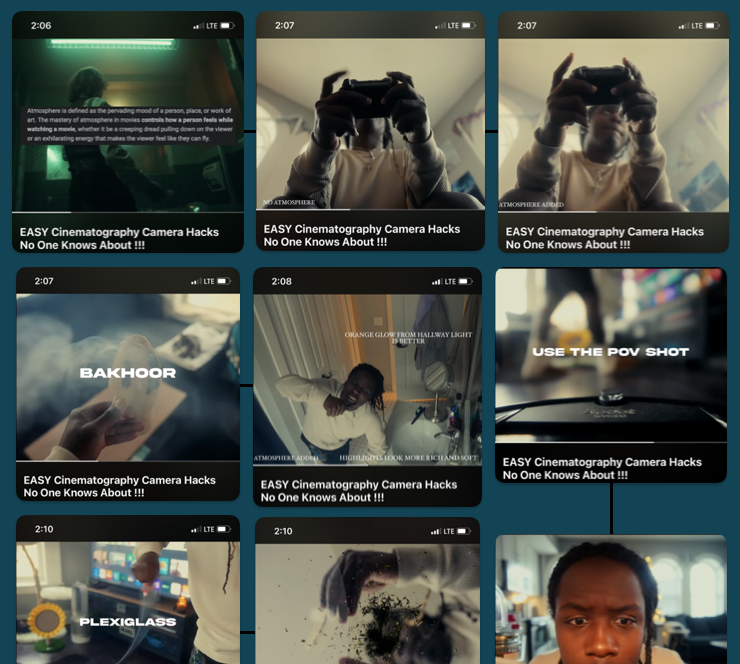 2:06
LTE
Atmosphere is defined as the pervading mood of a person, place, or work of
art. The mastery of atmosphere in movies controls how a person feels while
watching a movie, whether it be a creeping dread pulling down on the viewer
or an exhilarating energy that makes the viewer feel like they can fly.
EASY Cinematography Camera Hacks
No One Knows About !!!
2:07
LTE
NO ATMOSPHERE
EASY Cinematography Camera Hacks
No One Knows About !!!
2:07
LTE
ATMOSPHERE ADDED
EASY Cinematography Camera Hacks
No One Knows About !!!
2:07
LTE
BAKHOOR
EASY Cinematography Camera Hacks
No One Knows About !!!
2:08
LTE
ORANGE GLOW FROM HALLWAY LIGHT
IS BETTER
ATMOSPHERE ADDED
HIGHLIGHTS LOOK MORE RICH AND SOFT
EASY Cinematography Camera Hacks
No One Knows About !!!
USE THE POV SHOT
EASY Cinematography Camera Hacks
No One Knows About !!!
2:10
LTE
PLEXIGLASS
2:10
LTE